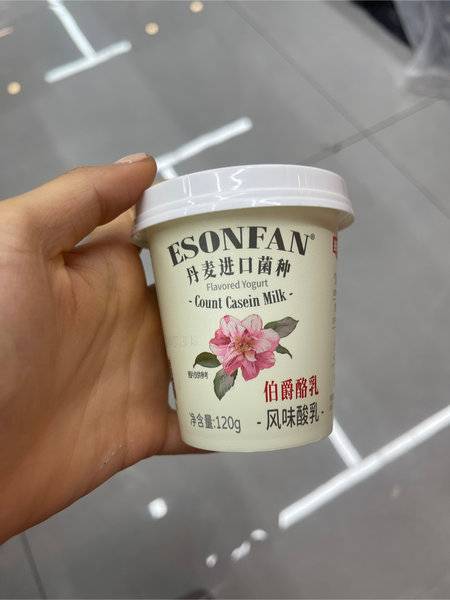 ESONFAN®
丹麦进口菌种
Flavored Yogurt
- Count Casein Milk -
伯爵酪乳
净含量:120g
- 风味酸乳 -